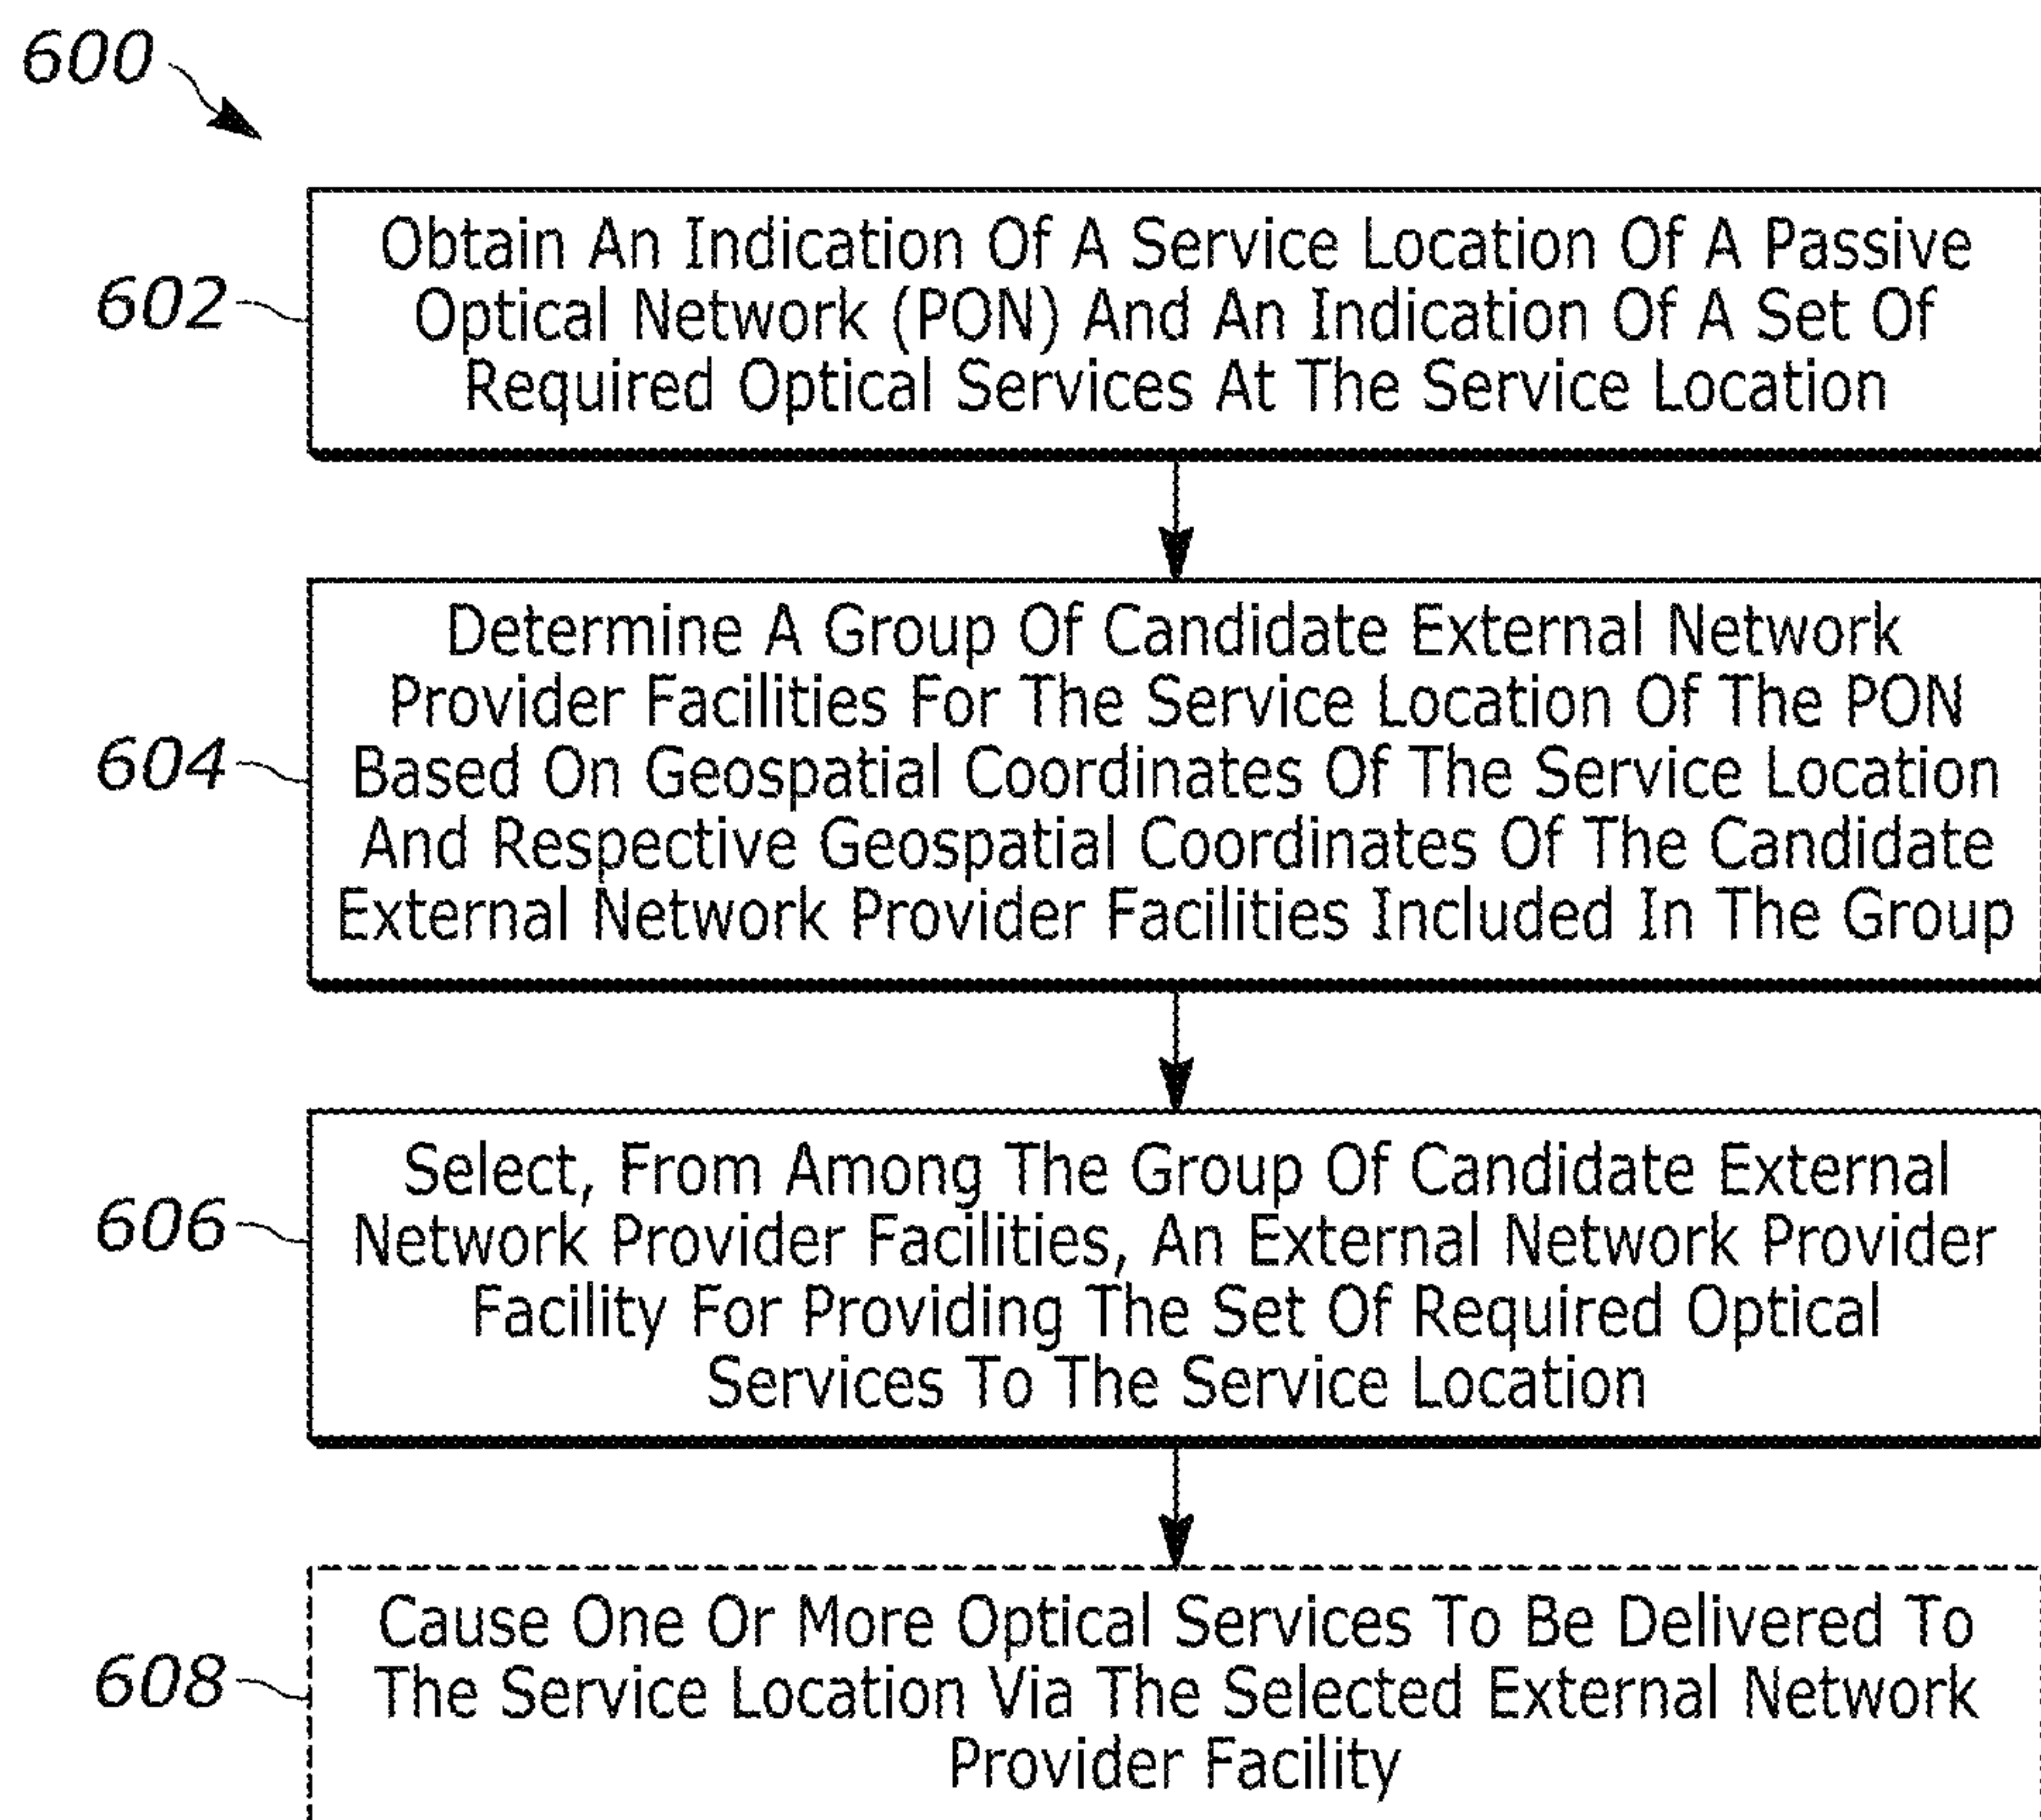 600
602
Obtain An Indication Of A Service Location Of A Passive
Optical Network (PON) And An Indication Of A Set Of
Required Optical Services At The Service Location
604
Determine A Group Of Candidate External Network
Provider Facilities For The Service Location Of The PON
Based On Geospatial Coordinates Of The Service Location
And Respective Geospatial Coordinates Of The Candidate
External Network Provider Facilities Included In The Group
606
Select, From Among The Group Of Candidate External
Network Provider Facilities, An External Network Provider
Facility For Providing The Set Of Required Optical
Services To The Service Location
608
Cause One Or More Optical Services To Be Delivered To
The Service Location Via The Selected External Network
Provider Facility